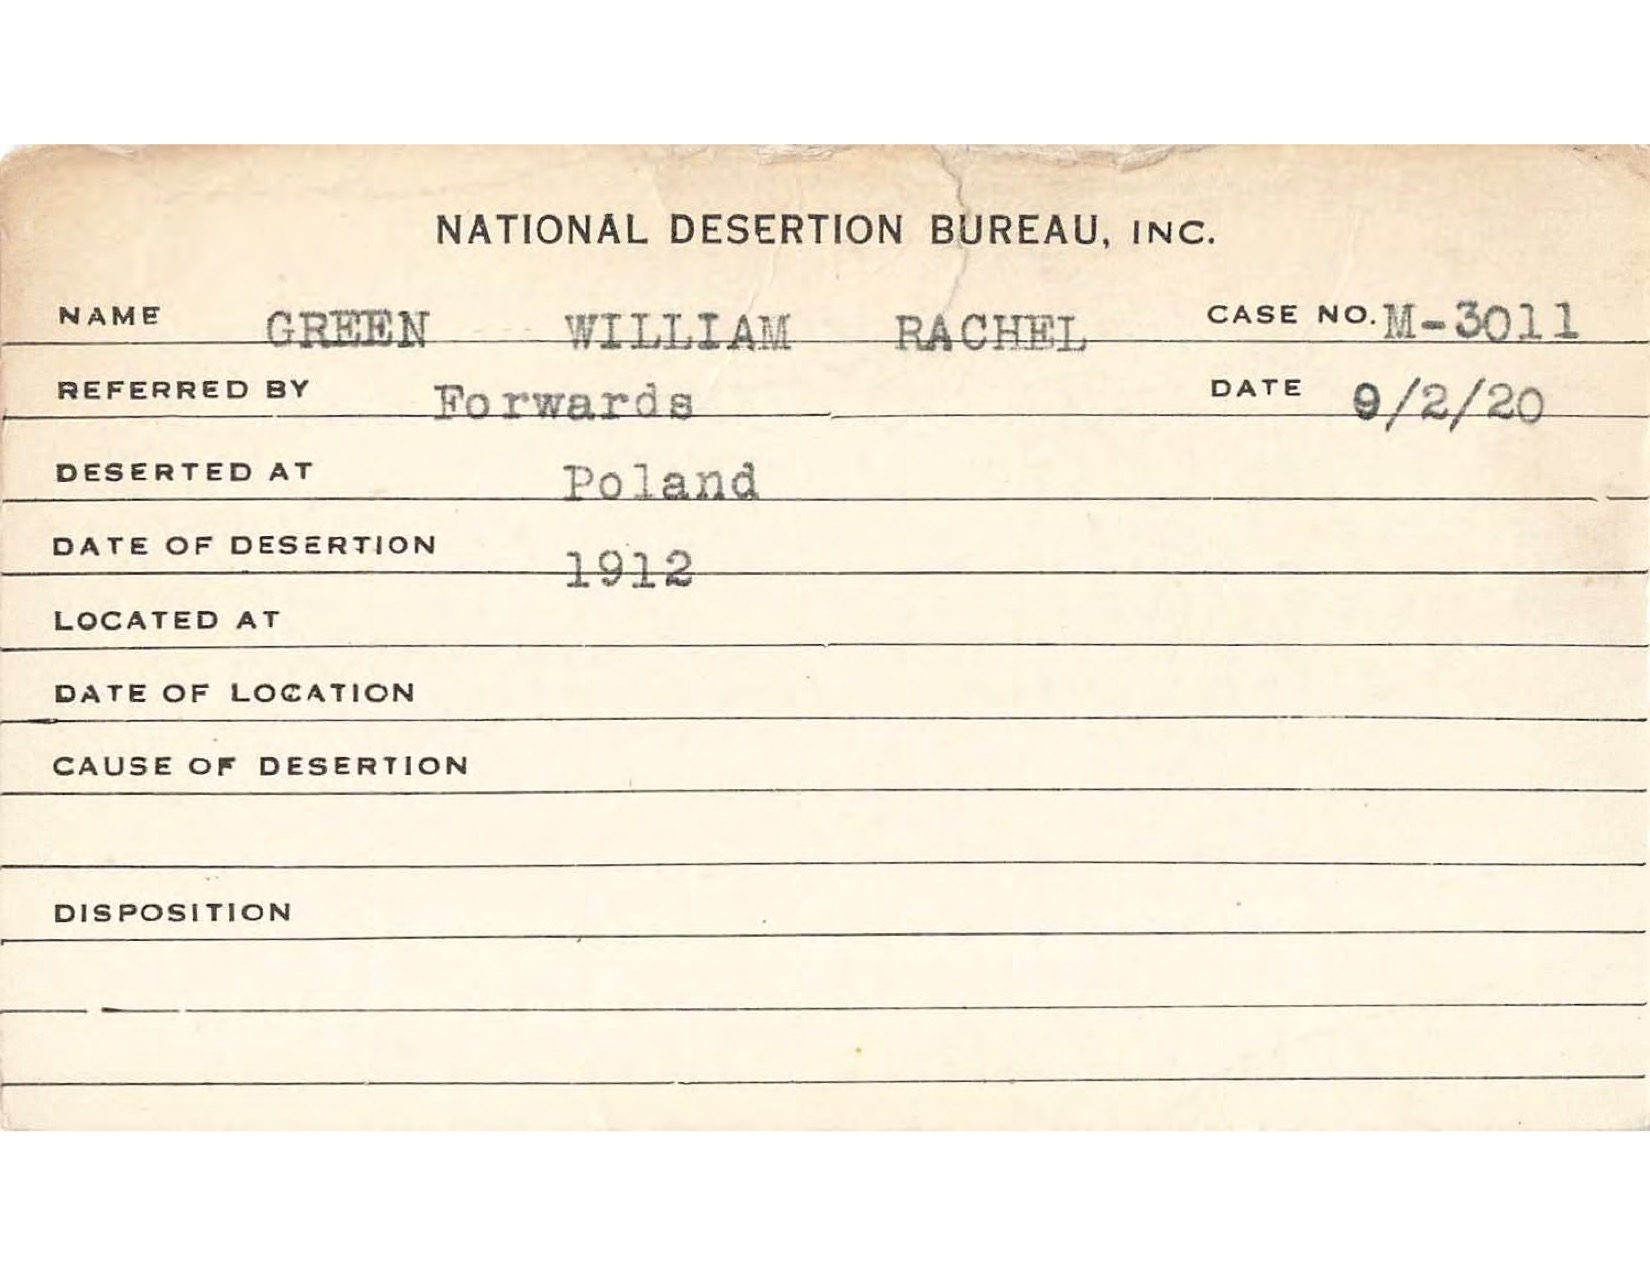 NATIONAL DESERTION BUREAU, INC.
NAME GREEN WILLIAM RACHEL CASE NO. M-3011
REFERRED BY Forwards DATE 9/2/20
DESERTED AT Poland
DATE OF DESERTION 1912
LOCATED AT
DATE OF LOCATION
CAUSE OF DESERTION
DISPOSITION